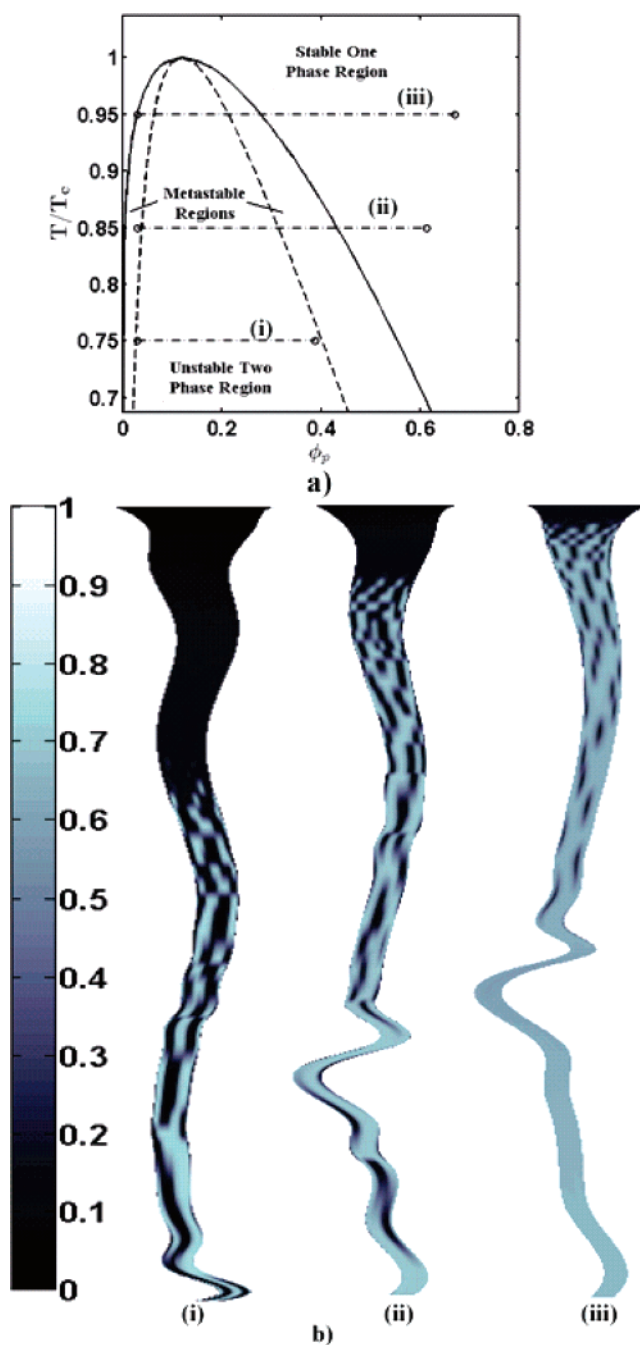 Stable One
Phase Region
1
(iii)
0.95
0.9
Metastable
Regions
(ii)
T/Tc
0.85
0.8
(i)
0.75
Unstable Two
Phase Region
0.7
0 0.2 0.4 0.6 0.8
ϕp
a)
1
0.9
0.8
0.7
0.6
0.5
0.4
0.3
0.2
0.1
0
(i) (ii) (iii)
b)